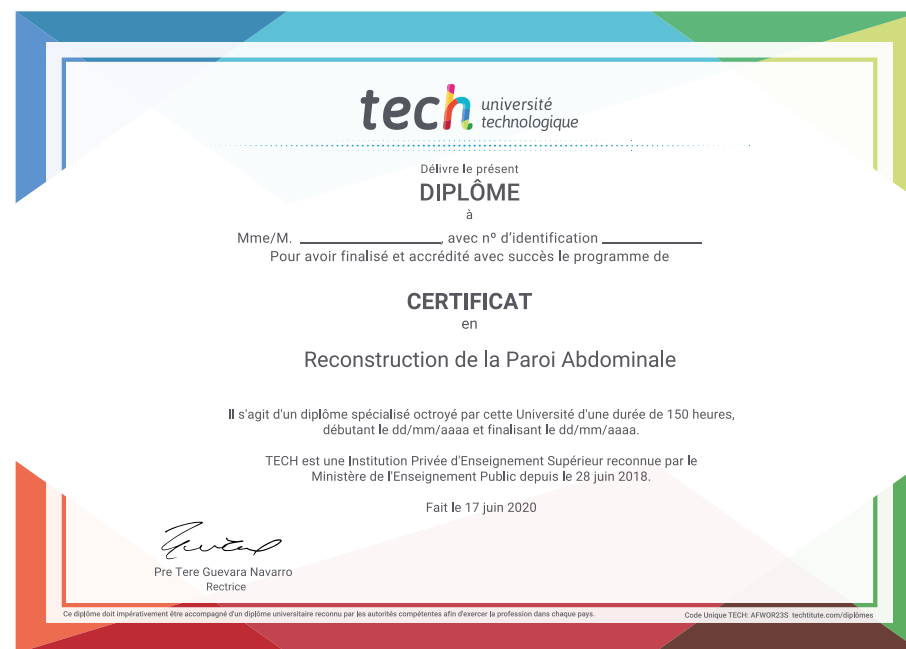 tech université
technologique
Délivre le présent
DIPLÔME
à
Mme/M. ____________________, avec nº d'identification ______________
Pour avoir finalisé et accrédité avec succès le programme de
CERTIFICAT
en
Reconstruction de la Paroi Abdominale
Il s'agit d'un diplôme spécialisé octroyé par cette Université d'une durée de 150 heures,
débutant le dd/mm/aaaa et finalisant le dd/mm/aaaa.
TECH est une Institution Privée d'Enseignement Supérieur reconnue par le
Ministère de l'Enseignement Public depuis le 28 juin 2018.
Fait le 17 juin 2020
Pre Tere Guevara Navarro
Rectrice
Ce diplôme doit impérativement être accompagné d'un diplôme universitaire reconnu par les autorités compétentes afin d'exercer la profession dans chaque pays.
Code Unique TECH: AFWOR23S techtitute.com/diplômes